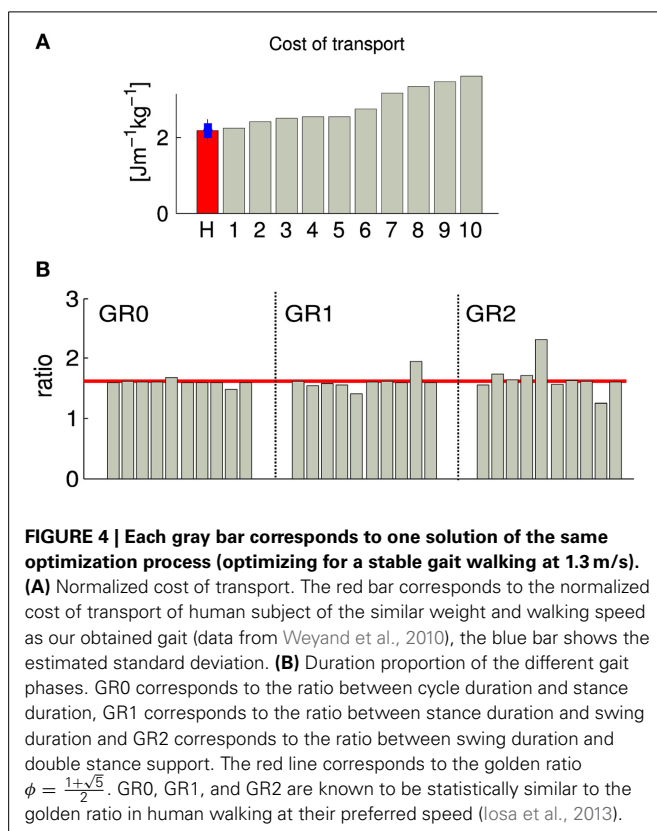 A
Cost of transport
[Jm⁻¹kg⁻¹]
2
0
H 1 2 3 4 5 6 7 8 9 10
B
3
2
1
0
ratio
GR0 GR1 GR2
FIGURE 4 | Each gray bar corresponds to one solution of the same
optimization process (optimizing for a stable gait walking at 1.3 m/s).
(A) Normalized cost of transport. The red bar corresponds to the normalized
cost of transport of human subject of the similar weight and walking speed
as our obtained gait (data from Weyand et al., 2010), the blue bar shows the
estimated standard deviation. (B) Duration proportion of the different gait
phases. GR0 corresponds to the ratio between cycle duration and stance
duration, GR1 corresponds to the ratio between stance duration and swing
duration and GR2 corresponds to the ratio between swing duration and
double stance support. The red line corresponds to the golden ratio
ϕ = (1+√5)/2. GR0, GR1, and GR2 are known to be statistically similar to the
golden ratio in human walking at their preferred speed (Iosa et al., 2013).